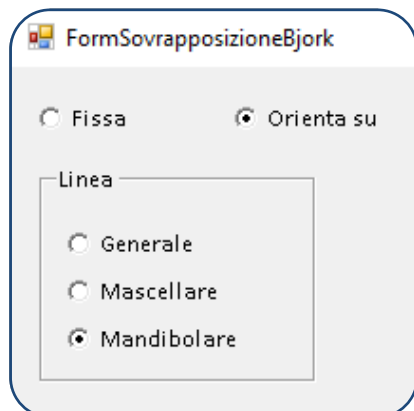 FormSovrapposizioneBjork
Fissa Orienta su
Linea
Generale
Mascellare
Mandibolare